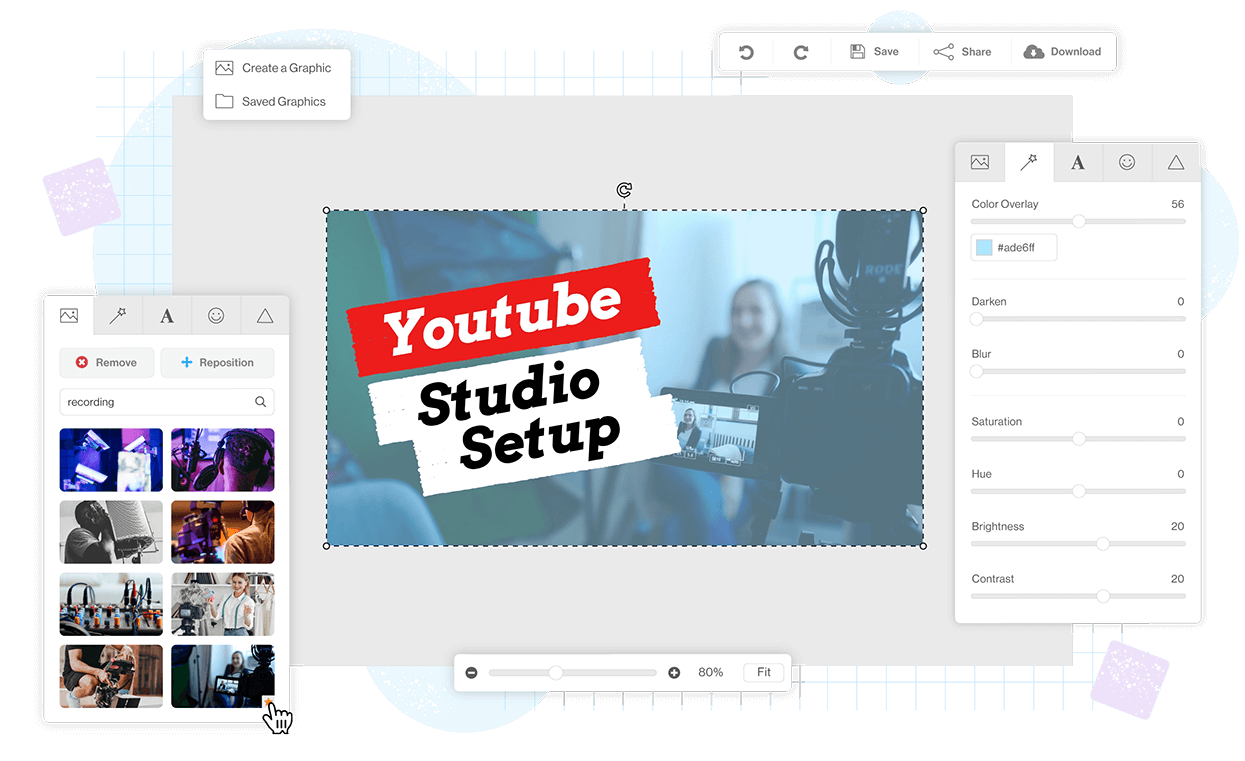 Create a Graphic
Saved Graphics
Save
Share
Download
Remove
Reposition
recording
Youtube
Studio
Setup
RODE
80%
Fit
Color Overlay 56
#ade6ff
Darken 0
Blur 0
Saturation 0
Hue 0
Brightness 20
Contrast 20